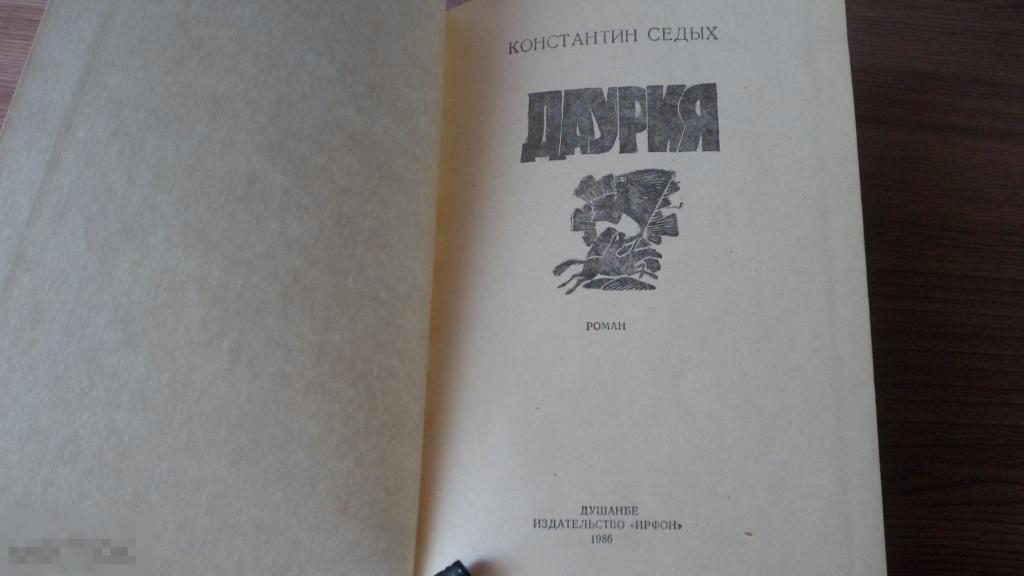 КОНСТАНТИН СЕДЫХ
ДАУРИЯ
РОМАН
ДУШАНБЕ
ИЗДАТЕЛЬСТВО «ИРФОН»
1986